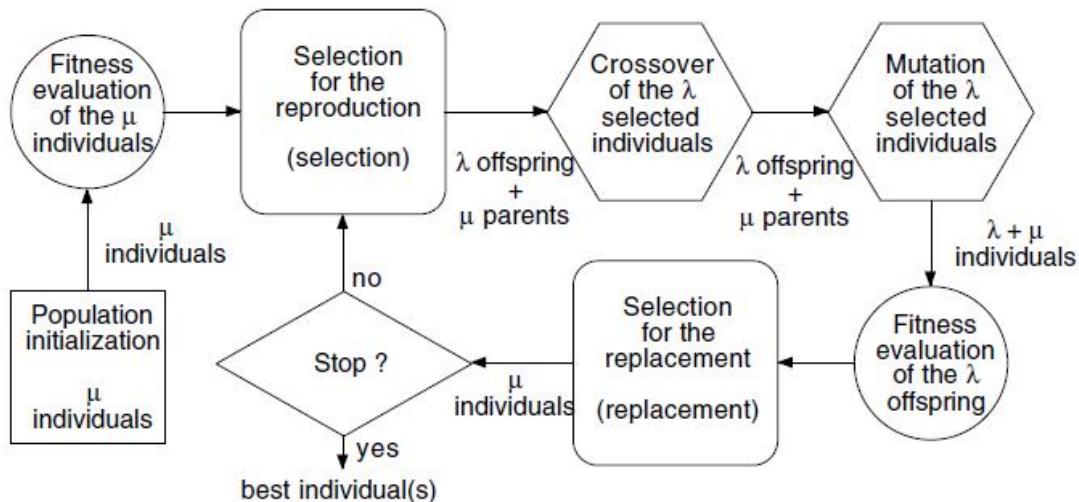 Fitness
evaluation
of the μ
individuals
Selection
for the
reproduction
(selection)
λ offspring
+
μ parents
Crossover
of the λ
selected
individuals
λ offspring
+
μ parents
Mutation
of the λ
selected
individuals
μ
individuals
λ + μ
individuals
Population
initialization
μ
individuals
no
Stop ?
yes
best individual(s)
μ
individuals
Selection
for the
replacement
(replacement)
Fitness
evaluation
of the λ
offspring